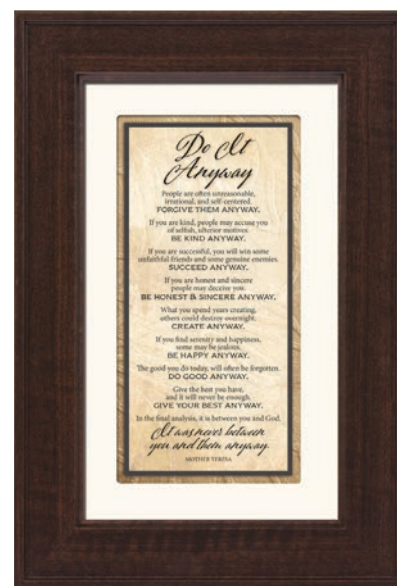 Do It
Anyway
People are often unreasonable,
irrational, and self-centered.
FORGIVE THEM ANYWAY.
If you are kind, people may accuse you
of selfish, ulterior motives.
BE KIND ANYWAY.
If you are successful, you will win some
unfaithful friends and some genuine enemies.
SUCCEED ANYWAY.
If you are honest and sincere
people may deceive you.
BE HONEST & SINCERE ANYWAY.
What you spend years creating,
others could destroy overnight.
CREATE ANYWAY.
If you find serenity and happiness,
some may be jealous.
BE HAPPY ANYWAY.
The good you do today, will often be forgotten.
DO GOOD ANYWAY.
Give the best you have,
and it will never be enough.
GIVE YOUR BEST ANYWAY.
In the final analysis, it is between you and God.
It was never between
you and them anyway.
MOTHER TERESA